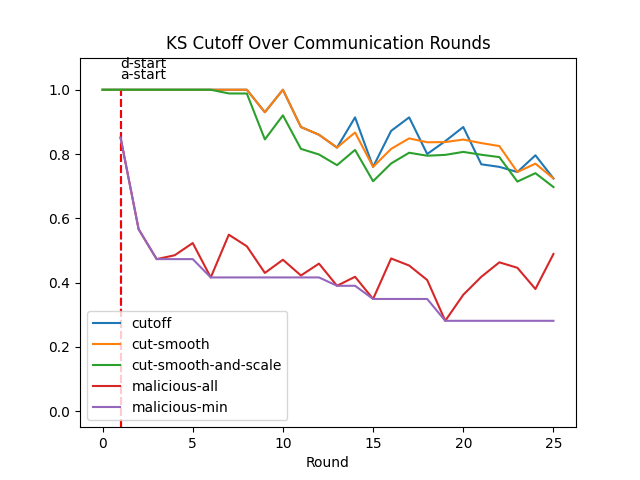 KS Cutoff Over Communication Rounds
d-start
a-start
1.0
0.8
0.6
0.4
0.2
0.0
cutoff
cut-smooth
cut-smooth-and-scale
malicious-all
malicious-min
0 5 10 15 20 25
Round